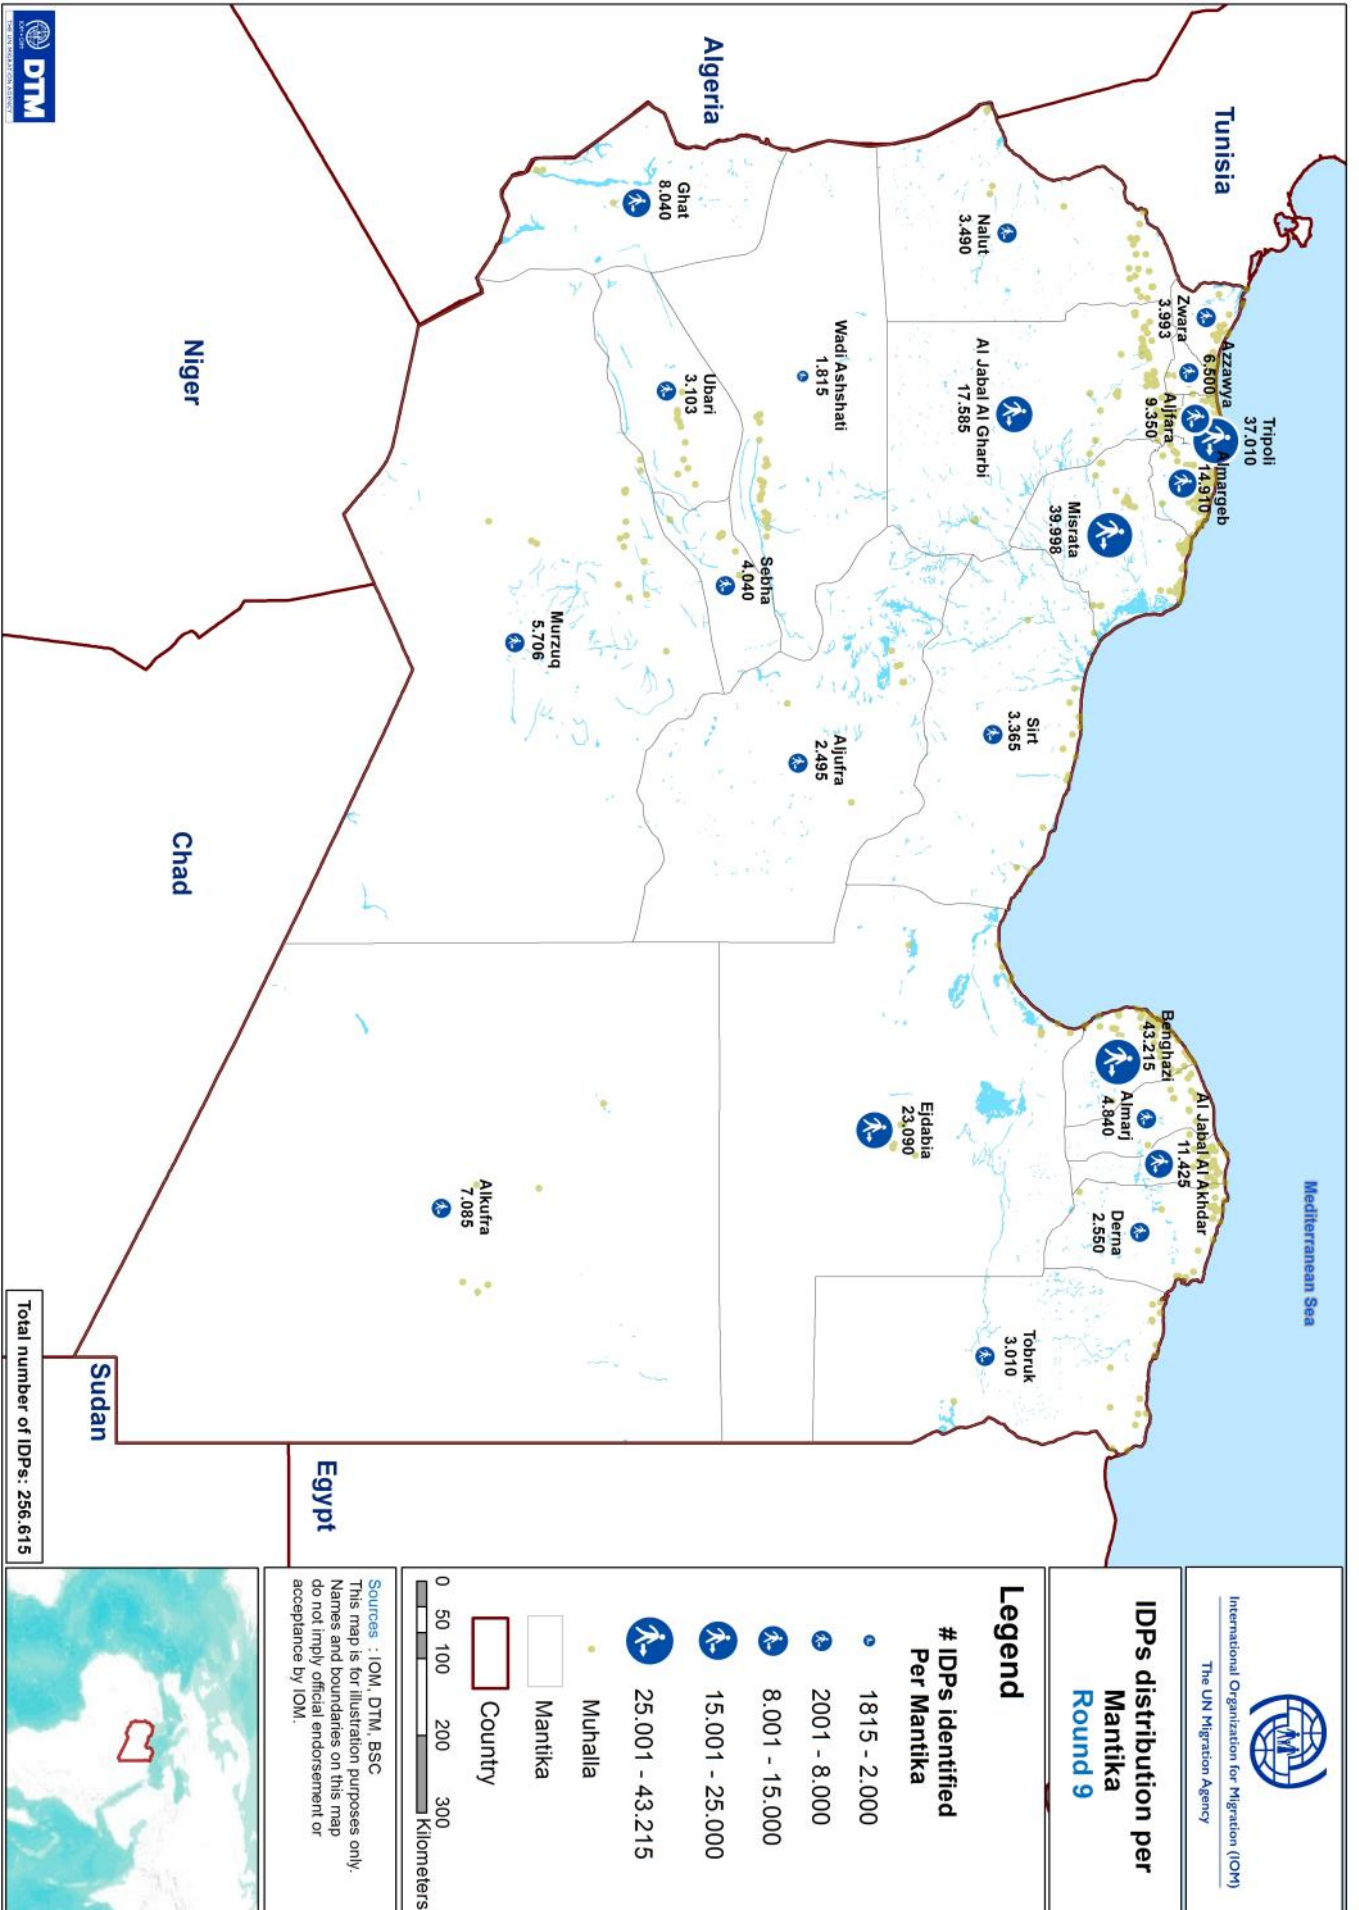 Mediterranean Sea
Tunisia
Algeria
Niger
Chad
Sudan
Egypt
Tripoli
37.010
Azzawya
6.500
Zwara
3.993
Aljfara
9.350
Almargeb
14.910
Misrata
39.998
Nalut
3.490
Al Jabal Al Gharbi
17.585
Sirt
3.365
Benghazi
43.215
Almarj
4.840
Al Jabal Al Akhdar
11.425
Derna
2.550
Tobruk
3.010
Ejdabia
23.090
Wadi Ashshati
1.815
Aljufra
2.495
Sebha
4.040
Ubari
3.103
Ghat
8.040
Murzuq
5.706
Alkufra
7.085
IOM • OIM
DTM
THE UN MIGRATION AGENCY
Total number of IDPs: 256.615
International Organization for Migration (IOM)
The UN Migration Agency
IDPs distribution per
Mantika
Round 9
Legend
# IDPs identified
Per Mantika
1815 - 2.000
2001 - 8.000
8.001 - 15.000
15.001 - 25.000
25.001 - 43.215
Muhalla
Mantika
Country
0 50 100 200 300
Kilometers
Sources : IOM, DTM, BSC
This map is for illustration purposes only.
Names and boundaries on this map
do not imply official endorsement or
acceptance by IOM.